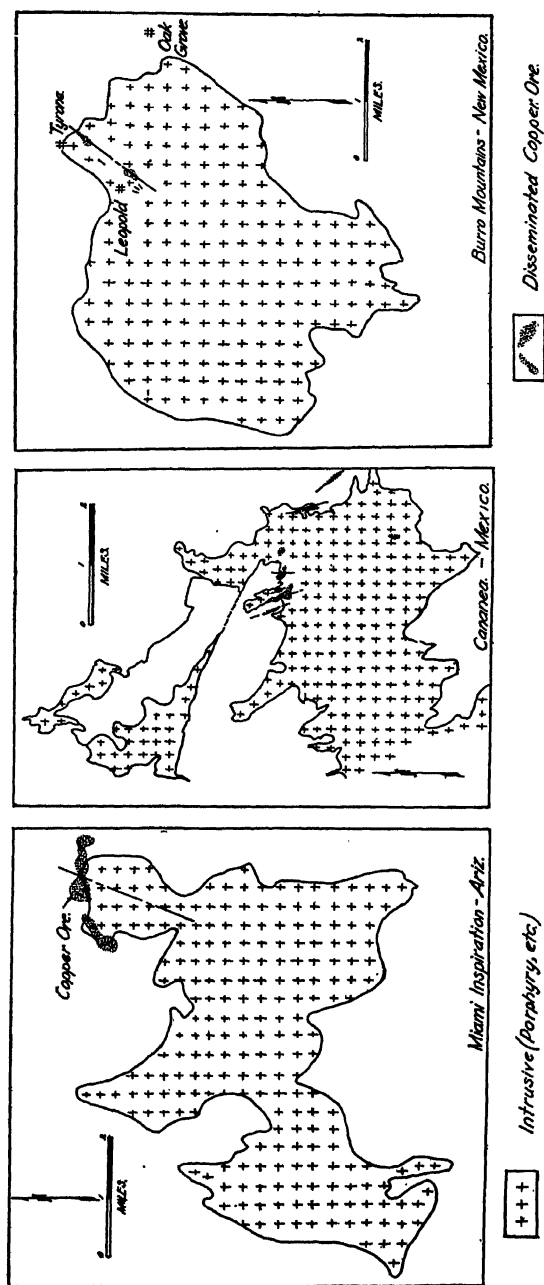 MILES.
Copper Ore.
Miami Inspiration - Ariz.
MILES.
Cananea. - Mexico.
Tyrone.
Leopold
Oak
Grove.
MILES.
Burro Mountains - New Mexico.
Intrusive (Porphyry, etc.)
Disseminated Copper Ore.